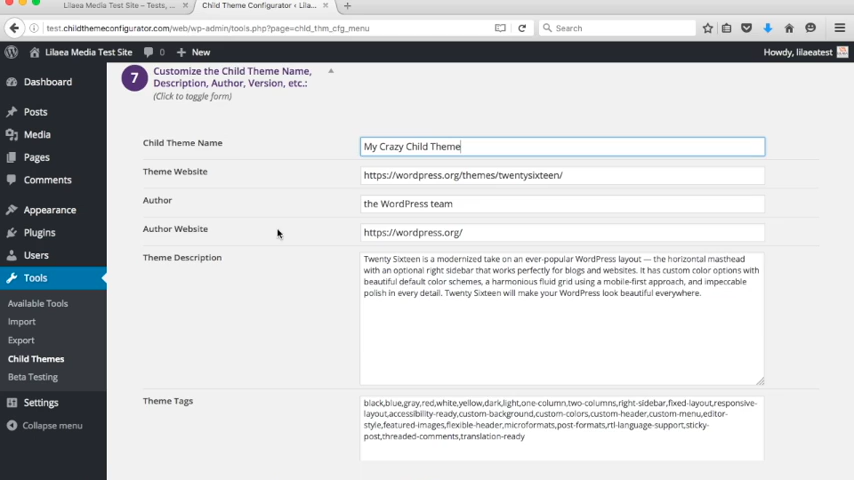 Lilaea Media Test Site – Tests, ...
Child Theme Configurator ‹ Lila...
test.childthemeconfigurator.com/web/wp-admin/tools.php?page=chld_thm_cfg_menu
Search
Lilaea Media Test Site
0
New
Howdy, lilaeatest
Dashboard
Posts
Media
Pages
Comments
Appearance
Plugins
Users
Tools
Available Tools
Import
Export
Child Themes
Beta Testing
Settings
Collapse menu
7
Customize the Child Theme Name,
Description, Author, Version, etc.:
(Click to toggle form)
Child Theme Name
My Crazy Child Theme
Theme Website
https://wordpress.org/themes/twentysixteen/
Author
the WordPress team
Author Website
https://wordpress.org/
Theme Description
Twenty Sixteen is a modernized take on an ever-popular WordPress layout — the horizontal masthead
with an optional right sidebar that works perfectly for blogs and websites. It has custom color options with
beautiful default color schemes, a harmonious fluid grid using a mobile-first approach, and impeccable
polish in every detail. Twenty Sixteen will make your WordPress look beautiful everywhere.
Theme Tags
black,blue,gray,red,white,yellow,dark,light,one-column,two-columns,right-sidebar,fixed-layout,responsive-
layout,accessibility-ready,custom-background,custom-colors,custom-header,custom-menu,editor-
style,featured-images,flexible-header,microformats,post-formats,rtl-language-support,sticky-
post,threaded-comments,translation-ready